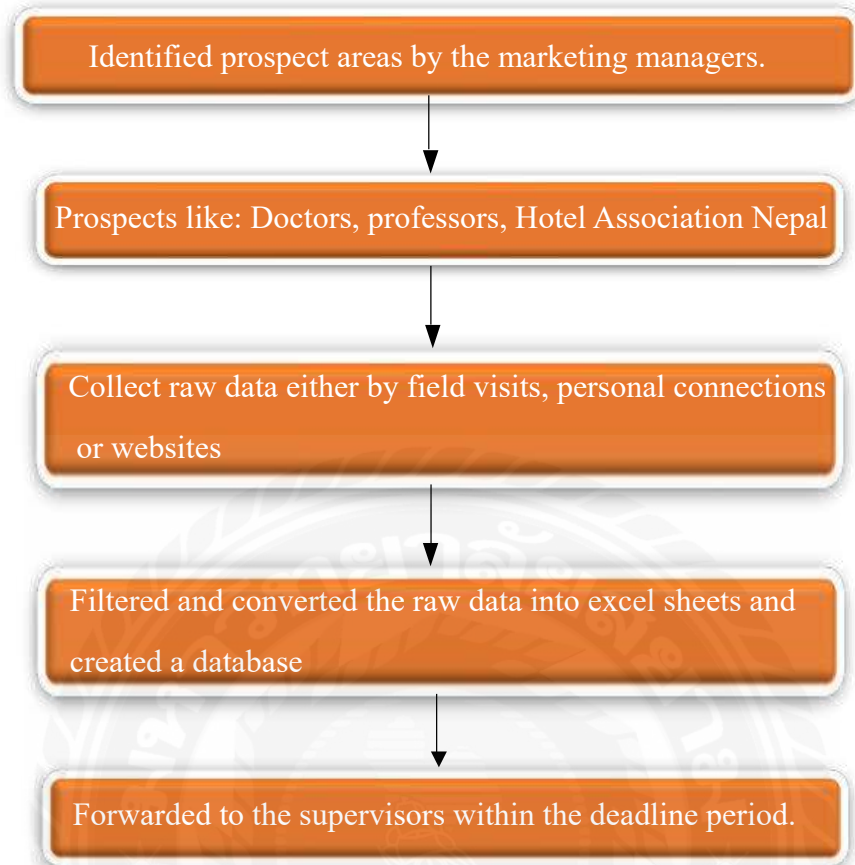 Identified prospect areas by the marketing managers.
Prospects like: Doctors, professors, Hotel Association Nepal
Collect raw data either by field visits, personal connections
or websites
Filtered and converted the raw data into excel sheets and
created a database
Forwarded to the supervisors within the deadline period.